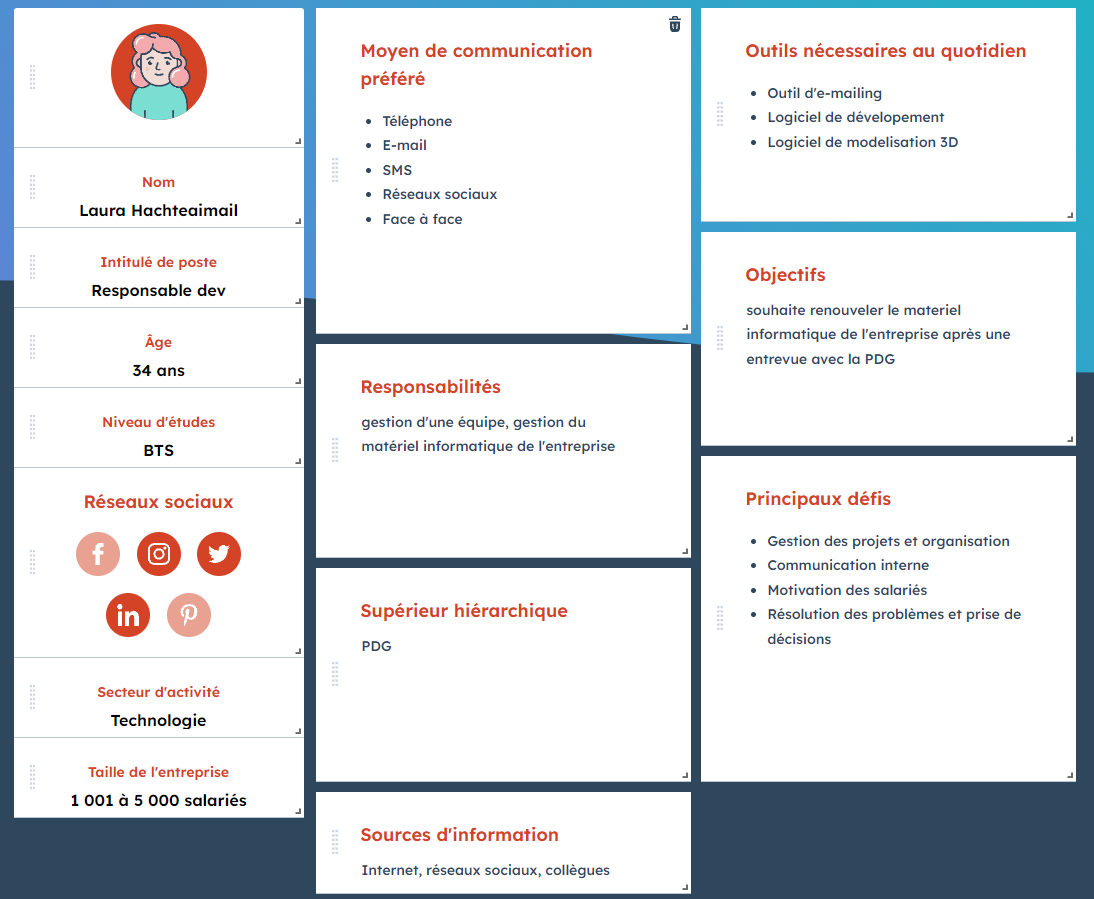 Nom
Laura Hachteaimail
Intitulé de poste
Responsable dev
Âge
34 ans
Niveau d'études
BTS
Réseaux sociaux
in
Secteur d'activité
Technologie
Taille de l'entreprise
1 001 à 5 000 salariés
Moyen de communication
préféré
Téléphone
E-mail
SMS
Réseaux sociaux
Face à face
Responsabilités
gestion d'une équipe, gestion du
matériel informatique de l'entreprise
Supérieur hiérarchique
PDG
Sources d'information
Internet, réseaux sociaux, collègues
Outils nécessaires au quotidien
Outil d'e-mailing
Logiciel de dévelopement
Logiciel de modelisation 3D
Objectifs
souhaite renouveler le materiel
informatique de l'entreprise après une
entrevue avec la PDG
Principaux défis
Gestion des projets et organisation
Communication interne
Motivation des salariés
Résolution des problèmes et prise de
décisions